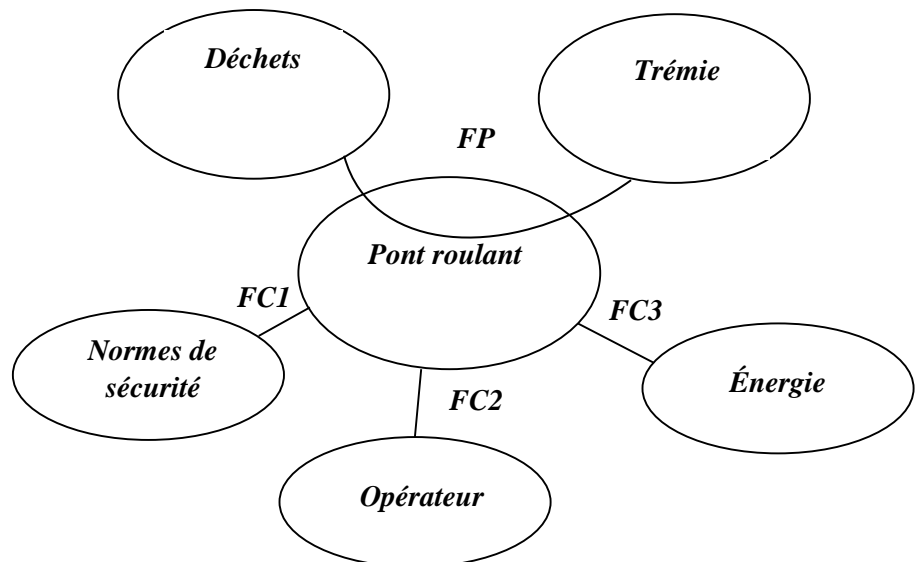 Déchets
Trémie
FP
Pont roulant
FC1
FC3
Normes de
sécurité
Énergie
FC2
Opérateur